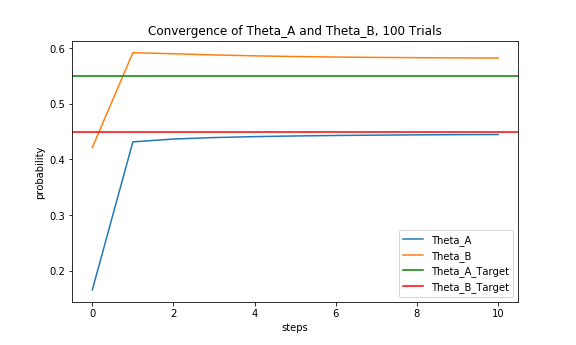 Convergence of Theta_A and Theta_B, 100 Trials
0.6
0.5
0.4
0.3
0.2
probability
0
2
4
6
8
10
steps
Theta_A
Theta_B
Theta_A_Target
Theta_B_Target